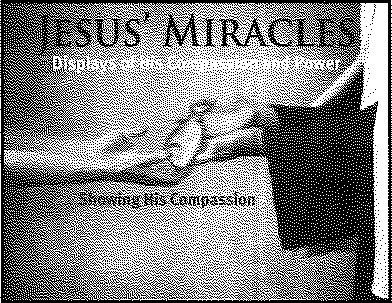 JESUS' MIRACLES
Displays of His Compassion and Power
Showing His Compassion